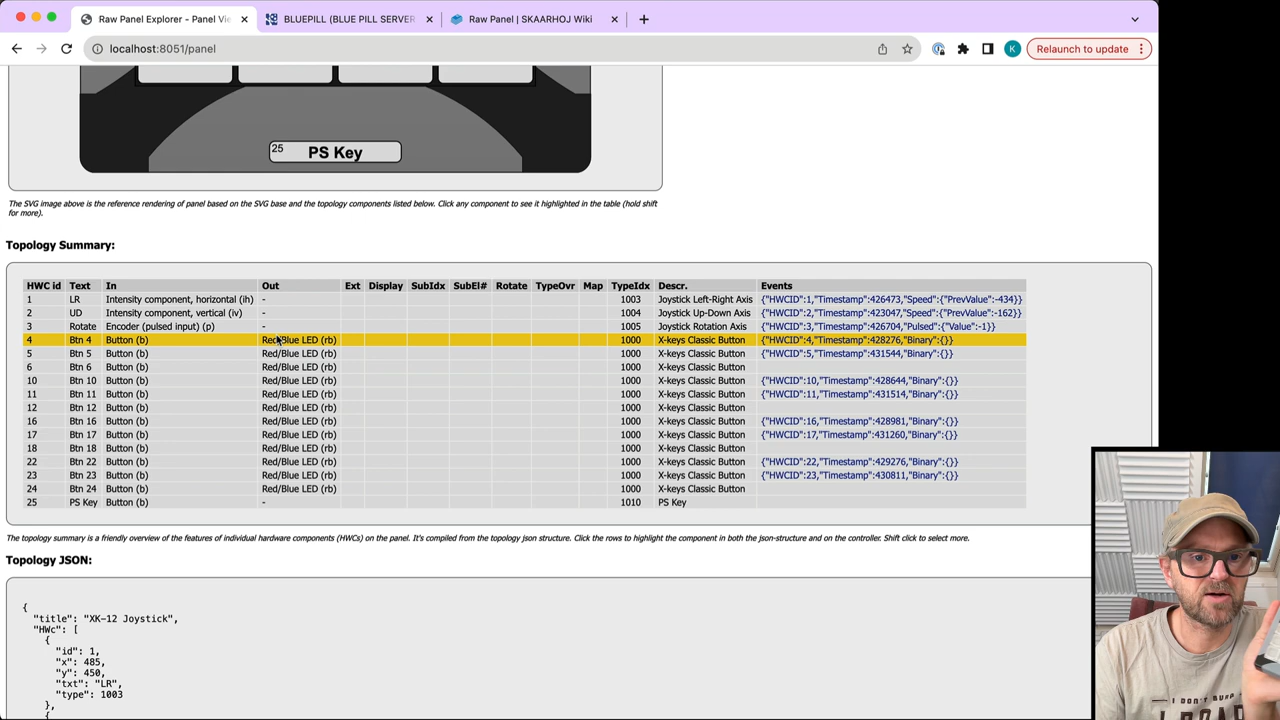 Raw Panel Explorer - Panel Vie
BLUEPILL (BLUE PILL SERVER
Raw Panel | SKAARHOJ Wiki
localhost:8051/panel
K
Relaunch to update
25
PS Key
The SVG image above is the reference rendering of panel based on the SVG base and the topology components listed below. Click any component to see it highlighted in the table (hold shift
for more).
Topology Summary:
HWC id Text In Out Ext Display SubIdx SubEl# Rotate TypeOvr Map TypeIdx Descr. Events
1 LR Intensity component, horizontal (ih) - 1003 Joystick Left-Right Axis {"HWCID":1,"Timestamp":426473,"Speed":{"PrevValue":-434}}
2 UD Intensity component, vertical (iv) - 1004 Joystick Up-Down Axis {"HWCID":2,"Timestamp":423047,"Speed":{"PrevValue":-162}}
3 Rotate Encoder (pulsed input) (p) - 1005 Joystick Rotation Axis {"HWCID":3,"Timestamp":426704,"Pulsed":{"Value":-1}}
4 Btn 4 Button (b) Red/Blue LED (rb) 1000 X-keys Classic Button {"HWCID":4,"Timestamp":428276,"Binary":{}}
5 Btn 5 Button (b) Red/Blue LED (rb) 1000 X-keys Classic Button {"HWCID":5,"Timestamp":431544,"Binary":{}}
6 Btn 6 Button (b) Red/Blue LED (rb) 1000 X-keys Classic Button
10 Btn 10 Button (b) Red/Blue LED (rb) 1000 X-keys Classic Button {"HWCID":10,"Timestamp":428644,"Binary":{}}
11 Btn 11 Button (b) Red/Blue LED (rb) 1000 X-keys Classic Button {"HWCID":11,"Timestamp":431514,"Binary":{}}
12 Btn 12 Button (b) Red/Blue LED (rb) 1000 X-keys Classic Button
16 Btn 16 Button (b) Red/Blue LED (rb) 1000 X-keys Classic Button {"HWCID":16,"Timestamp":428981,"Binary":{}}
17 Btn 17 Button (b) Red/Blue LED (rb) 1000 X-keys Classic Button {"HWCID":17,"Timestamp":431260,"Binary":{}}
18 Btn 18 Button (b) Red/Blue LED (rb) 1000 X-keys Classic Button
22 Btn 22 Button (b) Red/Blue LED (rb) 1000 X-keys Classic Button {"HWCID":22,"Timestamp":429276,"Binary":{}}
23 Btn 23 Button (b) Red/Blue LED (rb) 1000 X-keys Classic Button {"HWCID":23,"Timestamp":430811,"Binary":{}}
24 Btn 24 Button (b) Red/Blue LED (rb) 1000 X-keys Classic Button
25 PS Key Button (b) - 1010 PS Key
The topology summary is a friendly overview of the features of individual hardware components (HWCs) on the panel. It's compiled from the topology json structure. Click the rows to highlight the component in both the json-structure and on the controller. Shift click to select more.
Topology JSON:
{
"title": "XK-12 Joystick",
"HWc": [
{
"id": 1,
"x": 485,
"y": 450,
"txt": "LR",
"type": 1003
},
{
I DON'T